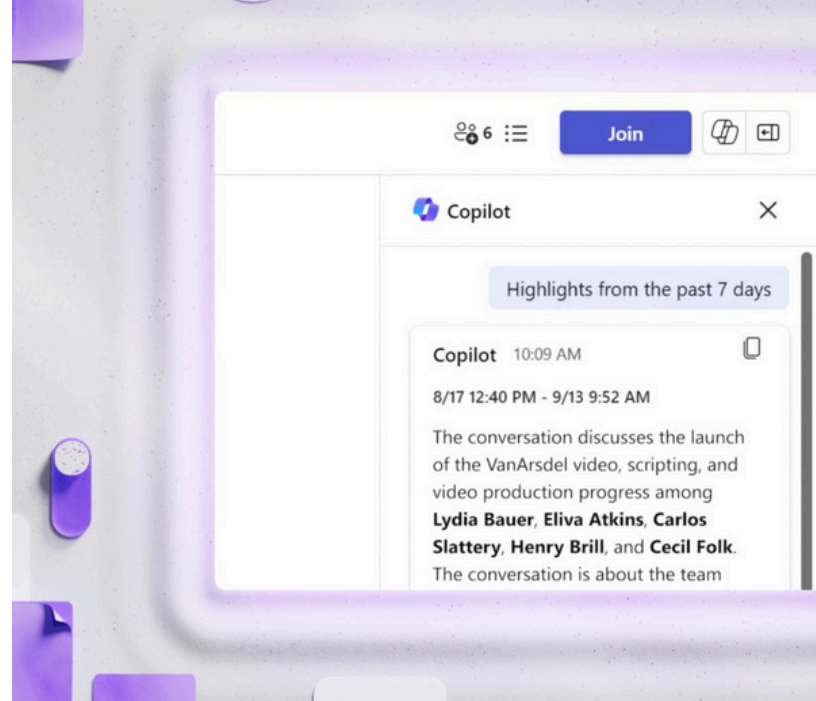 6
Join
Copilot
Highlights from the past 7 days
Copilot 10:09 AM
8/17 12:40 PM - 9/13 9:52 AM
The conversation discusses the launch
of the VanArsdel video, scripting, and
video production progress among
Lydia Bauer, Eliva Atkins, Carlos
Slattery, Henry Brill, and Cecil Folk.
The conversation is about the team